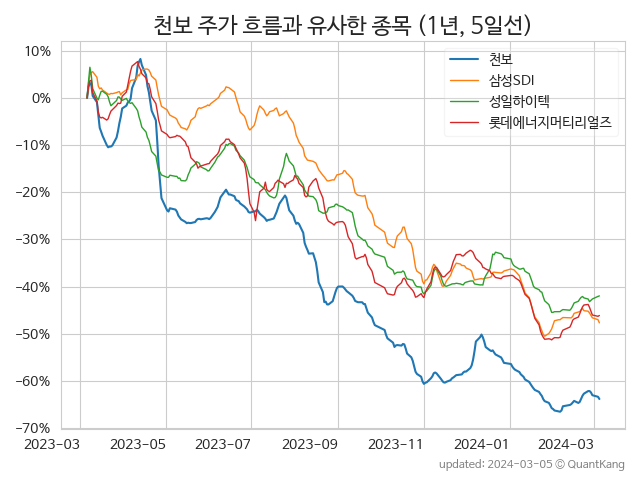 천보 주가 흐름과 유사한 종목 (1년, 5일선)
천보
삼성SDI
성일하이텍
롯데에너지머티리얼즈
10%
0%
−10%
−20%
−30%
−40%
−50%
−60%
−70%
2023-03 2023-05 2023-07 2023-09 2023-11 2024-01 2024-03
updated: 2024-03-05 © QuantKang